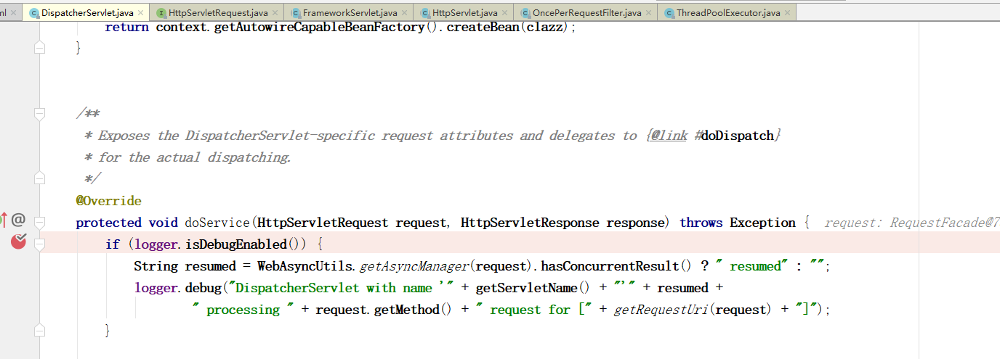 ml DispatcherServlet.java HttpServletRequest.java FrameworkServlet.java HttpServlet.java OncePerRequestFilter.java ThreadPoolExecutor.java
return context.getAutowireCapableBeanFactory().createBean(clazz);
}
/**
* Exposes the DispatcherServlet-specific request attributes and delegates to {@link #doDispatch}
* for the actual dispatching.
*/
@Override
protected void doService(HttpServletRequest request, HttpServletResponse response) throws Exception { request: RequestFacade@7
if (logger.isDebugEnabled()) {
String resumed = WebAsyncUtils.getAsyncManager(request).hasConcurrentResult() ? " resumed" : "";
logger.debug("DispatcherServlet with name '" + getServletName() + "'" + resumed +
" processing " + request.getMethod() + " request for [" + getRequestUri(request) + "]");
}